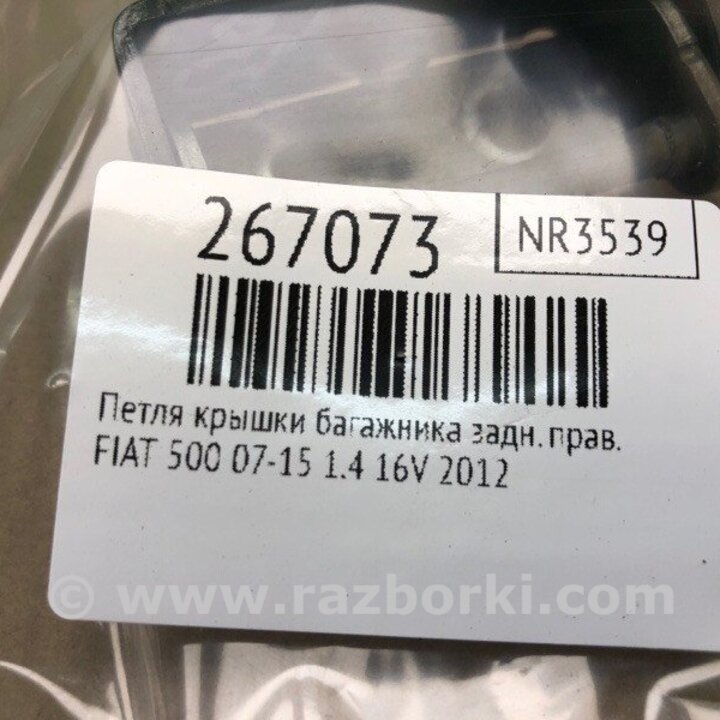 267073
NR3539
Петля крышки багажника задн. прав.
FIAT 500 07-15 1.4 16V 2012
© www.razborki.com